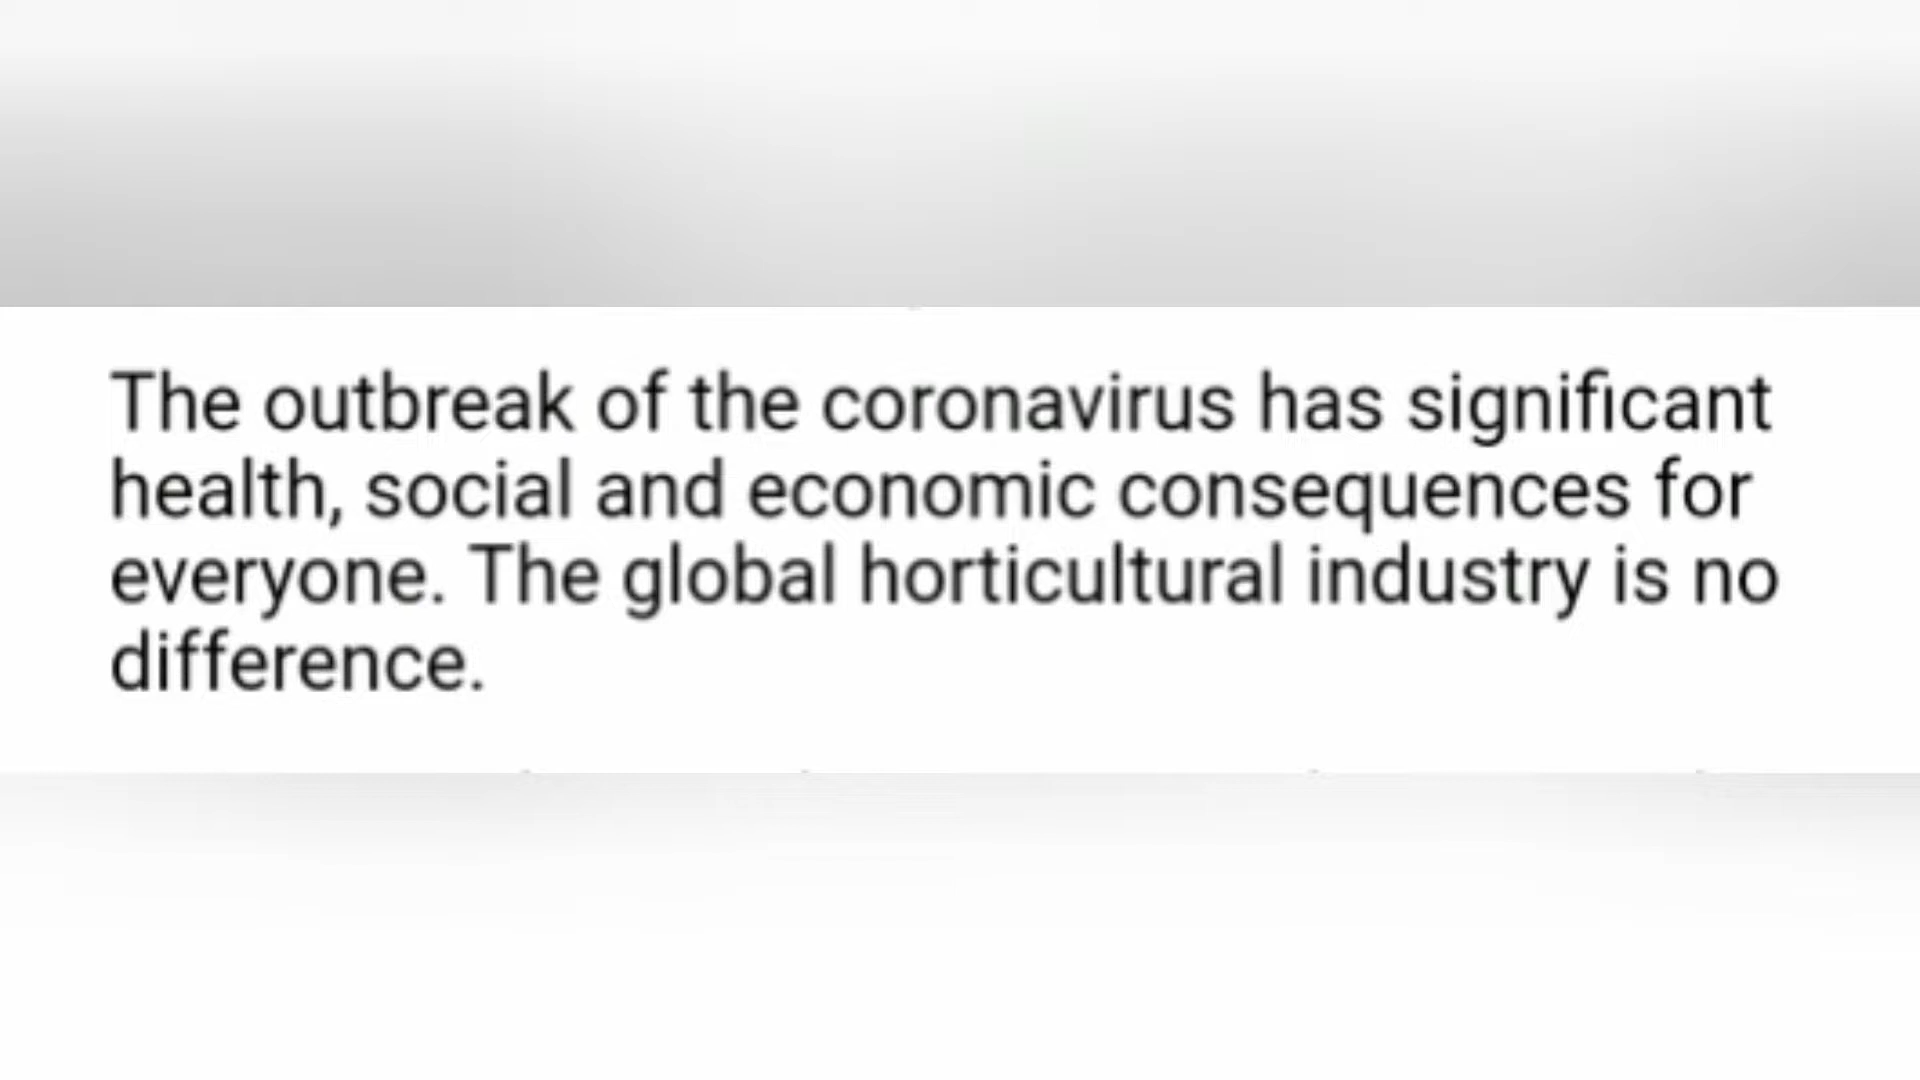 The outbreak of the coronavirus has significant
health, social and economic consequences for
everyone. The global horticultural industry is no
difference.